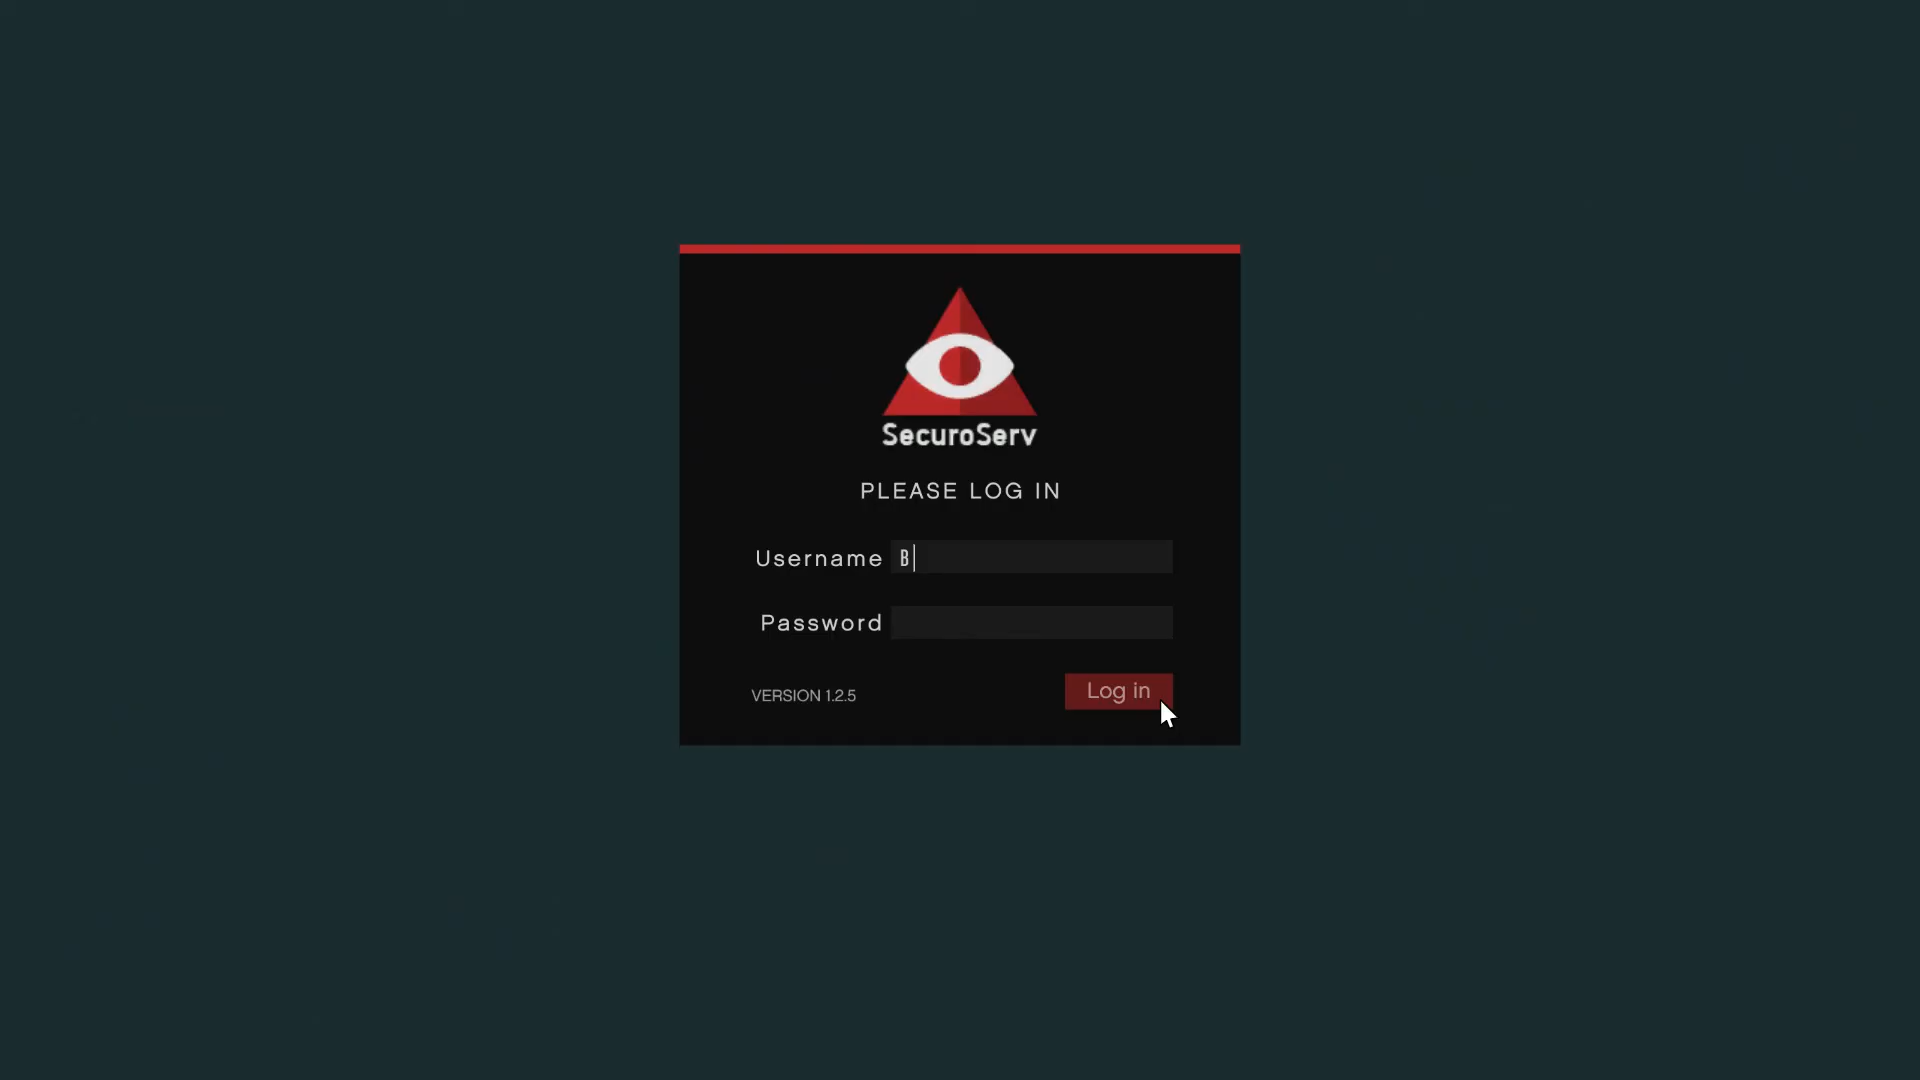 SecuroServ
PLEASE LOG IN
Username B
Password
VERSION 1.2.5 Log in